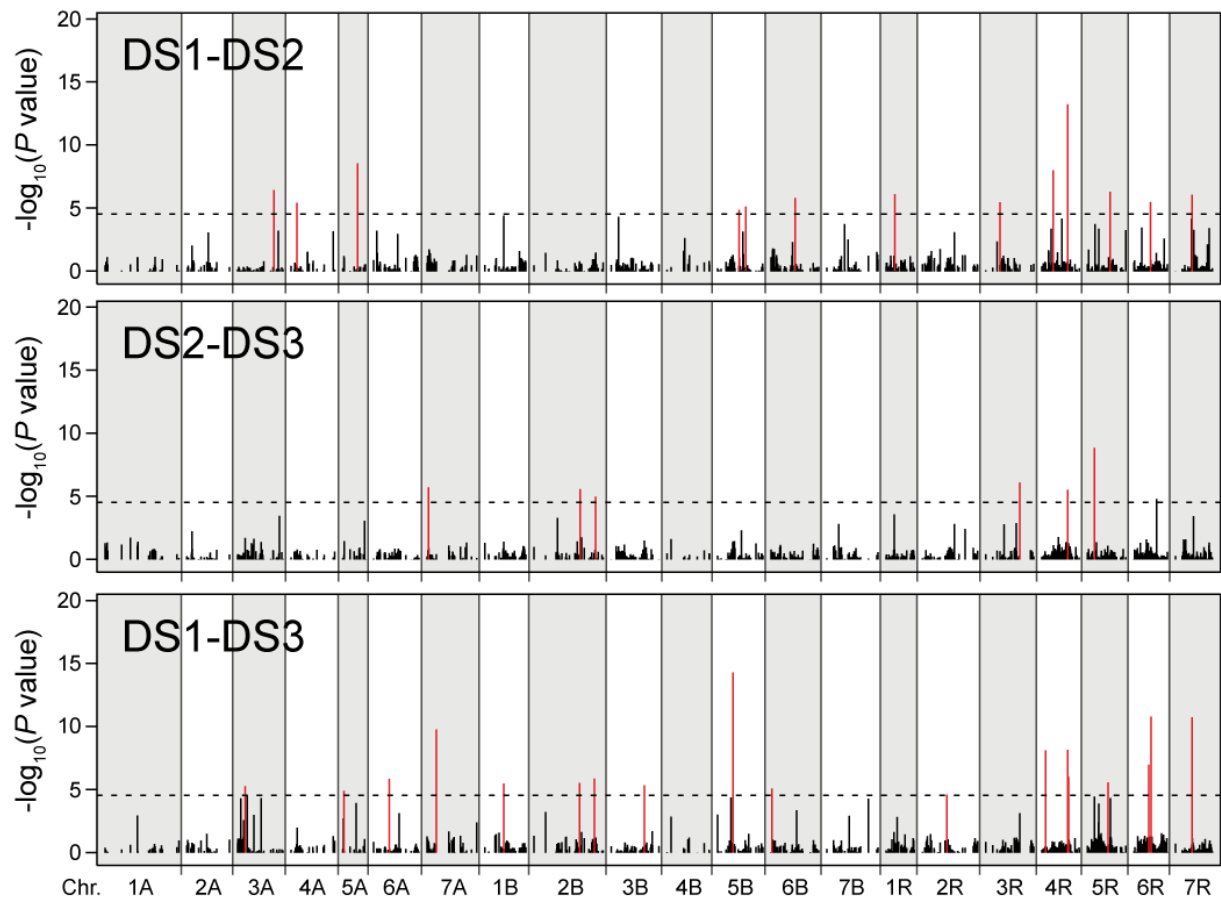 20
15
10
5
0
-log10(P value)
DS1-DS2
20
15
10
5
0
-log10(P value)
DS2-DS3
20
15
10
5
0
-log10(P value)
DS1-DS3
Chr. 1A 2A 3A 4A 5A 6A 7A 1B 2B 3B 4B 5B 6B 7B 1R 2R 3R 4R 5R 6R 7R